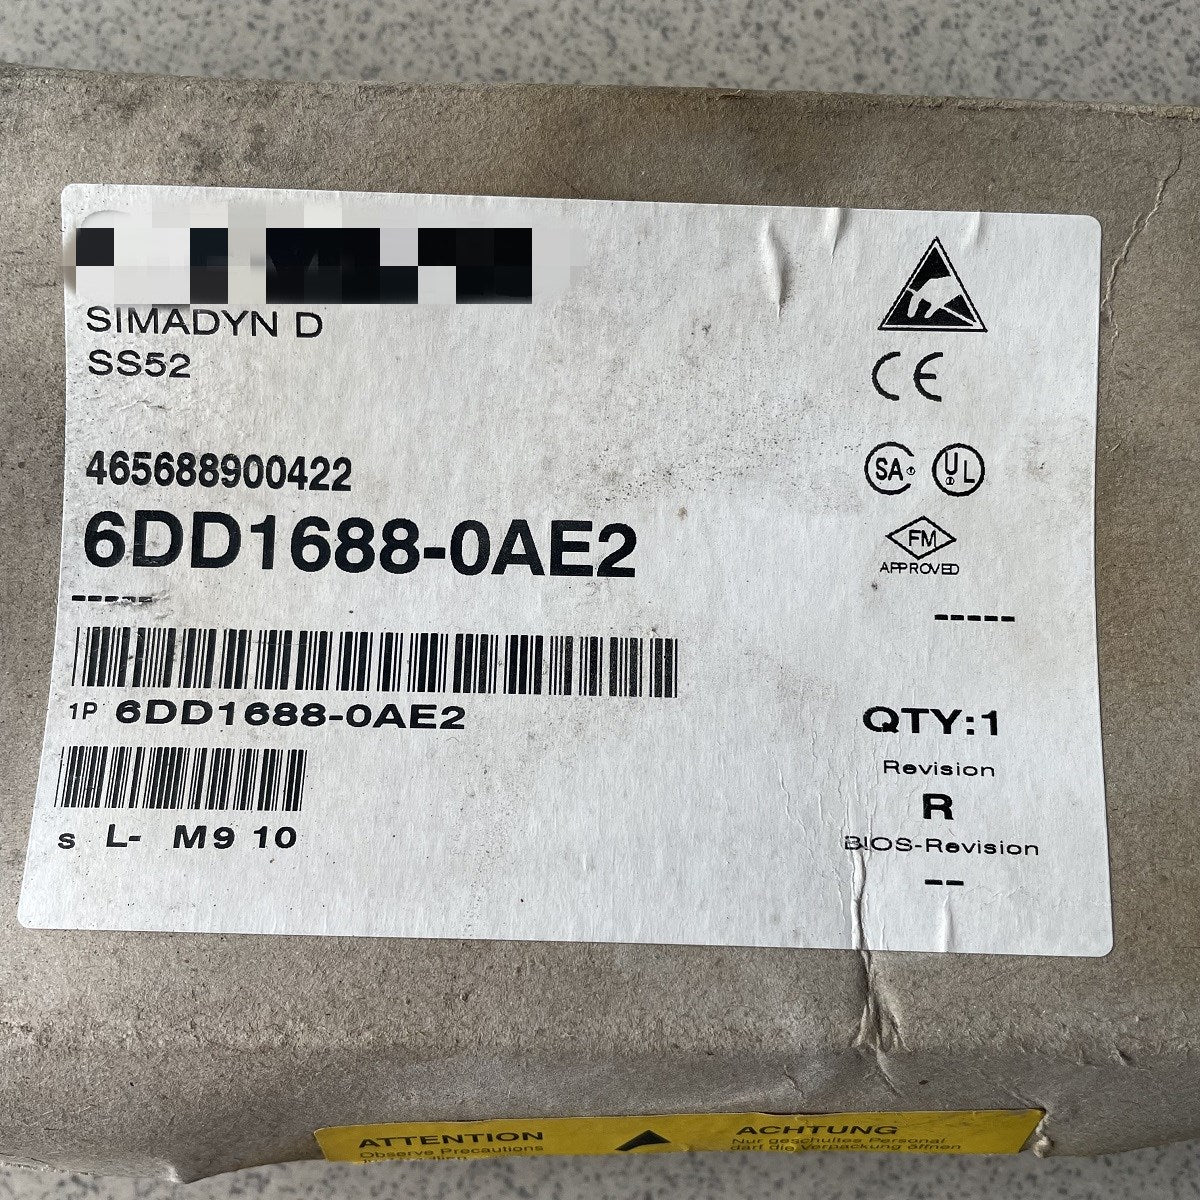 SIMADYN D
SS52
465688900422
6DD1688-0AE2
-----
1P 6DD1688-0AE2
s L- M9 10
CE
SA
UL
FM
APPROVED
-----
QTY:1
Revision
R
BIOS-Revision
--
ATTENTION
Observe Precautions
ACHTUNG
Nur geschultes Personal
darf die Verpackung öffnen